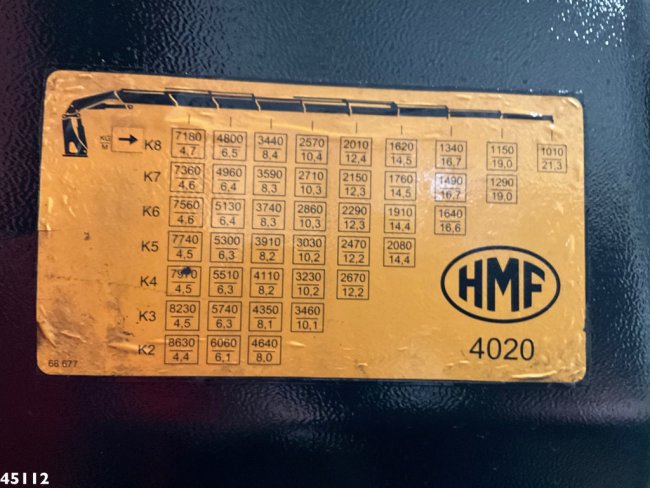 KG
M
K8 7180 4800 3440 2570 2010 1620 1340 1150 1010
4,7 6,5 8,4 10,4 12,4 14,5 16,7 19,0 21,3
K7 7360 4960 3590 2710 2150 1760 1490 1290
4,6 6,4 8,3 10,3 12,3 14,5 16,7 19,0
K6 7560 5130 3740 2860 2290 1910 1640
4,6 6,4 8,3 10,3 12,3 14,4 16,6
K5 7740 5300 3910 3030 2470 2080
4,5 6,3 8,2 10,2 12,2 14,4
K4 7970 5510 4110 3230 2670
4,5 6,3 8,2 10,2 12,2
K3 8230 5740 4350 3460
4,5 6,3 8,1 10,1
K2 8630 6060 4640
4,4 6,1 8,0
HMF
4020
66 677
45112